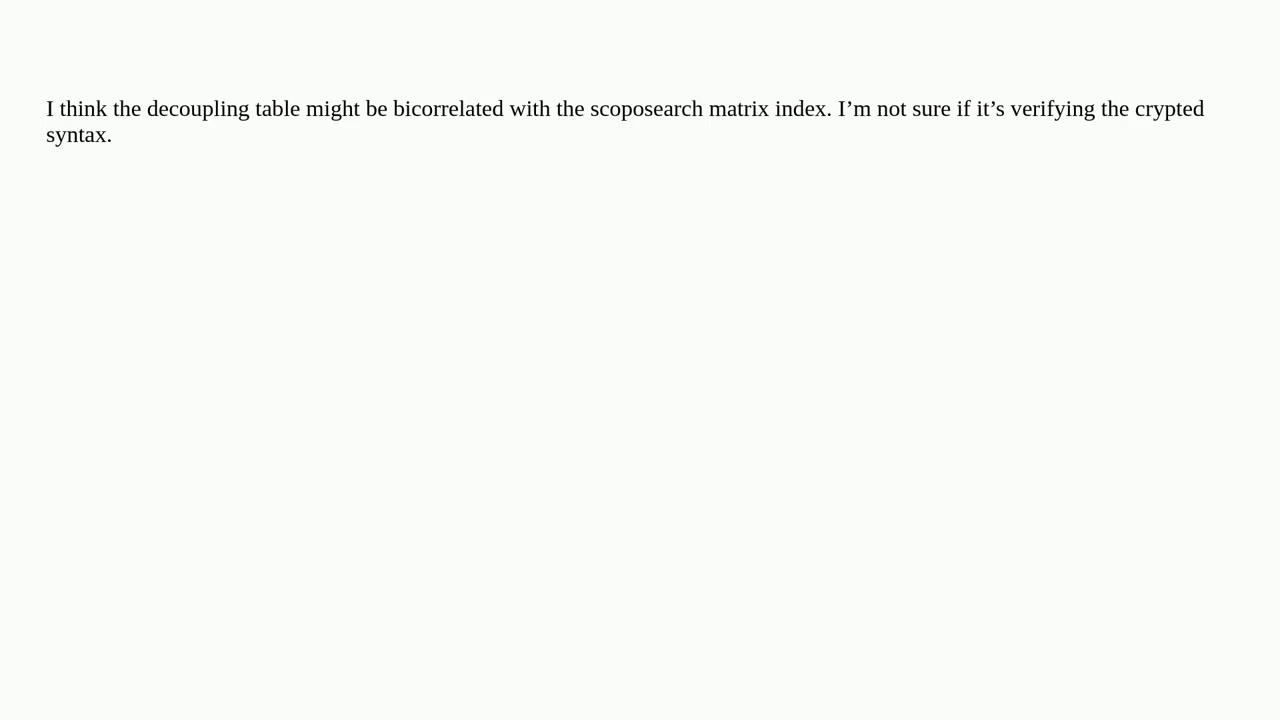 I think the decoupling table might be bicorrelated with the scoposearch matrix index. I’m not sure if it’s verifying the crypted
syntax.